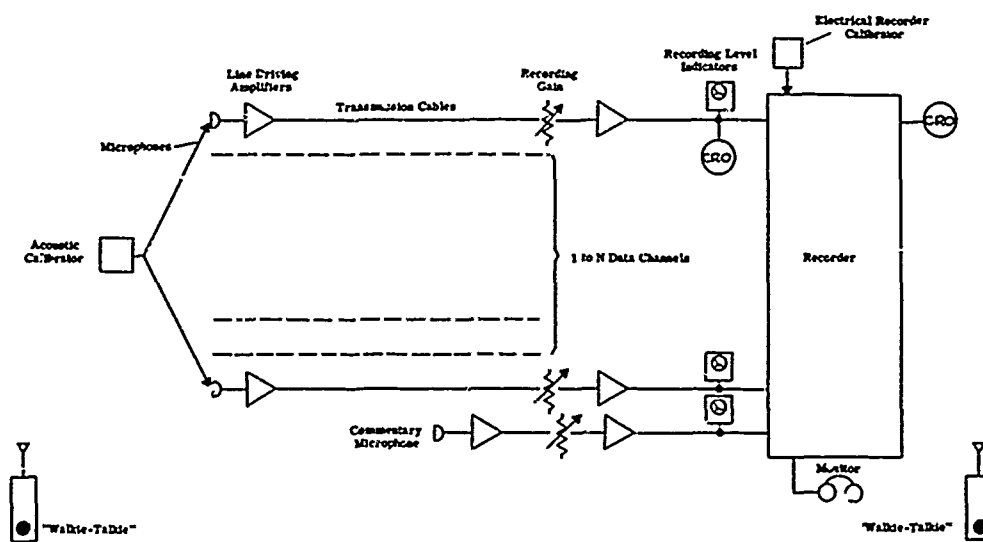 Electrical Recorder
Calibrator
Recording Level
Indicators
Line Driving
Amplifiers
Recording
Gain
Transmission Cables
CRO
CRO
Microphones
Acoustic
Calibrator
1 to N Data Channels
Recorder
Commentary
Microphone
Monitor
"Walkie-Talkie"
"Walkie-Talkie"